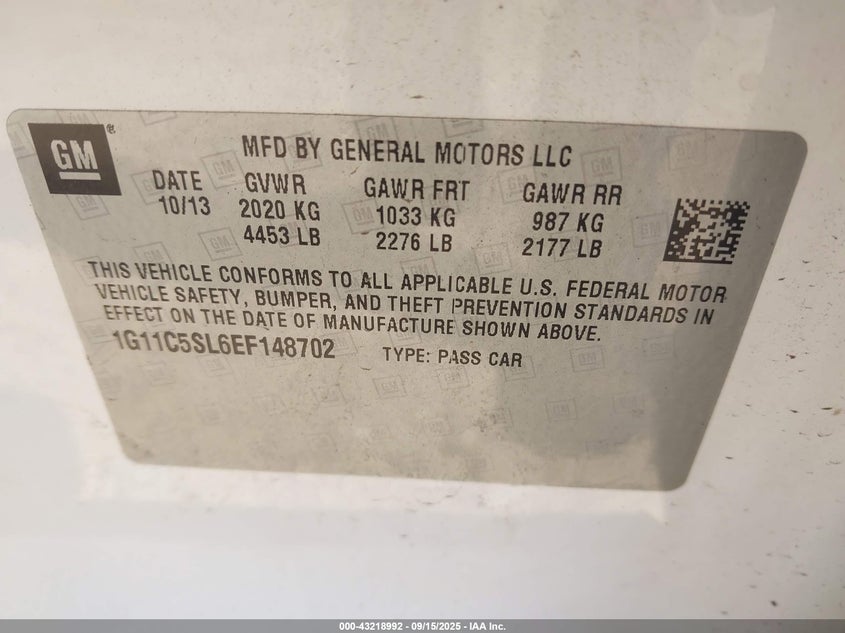 GM®
MFD BY GENERAL MOTORS LLC
DATE GVWR GAWR FRT GAWR RR
10/13 2020 KG 1033 KG 987 KG
4453 LB 2276 LB 2177 LB
THIS VEHICLE CONFORMS TO ALL APPLICABLE U.S. FEDERAL MOTOR
VEHICLE SAFETY, BUMPER, AND THEFT PREVENTION STANDARDS IN
EFFECT ON THE DATE OF MANUFACTURE SHOWN ABOVE.
1G11C5SL6EF148702 TYPE: PASS CAR
000-43218992 - 09/15/2025 - IAA Inc.